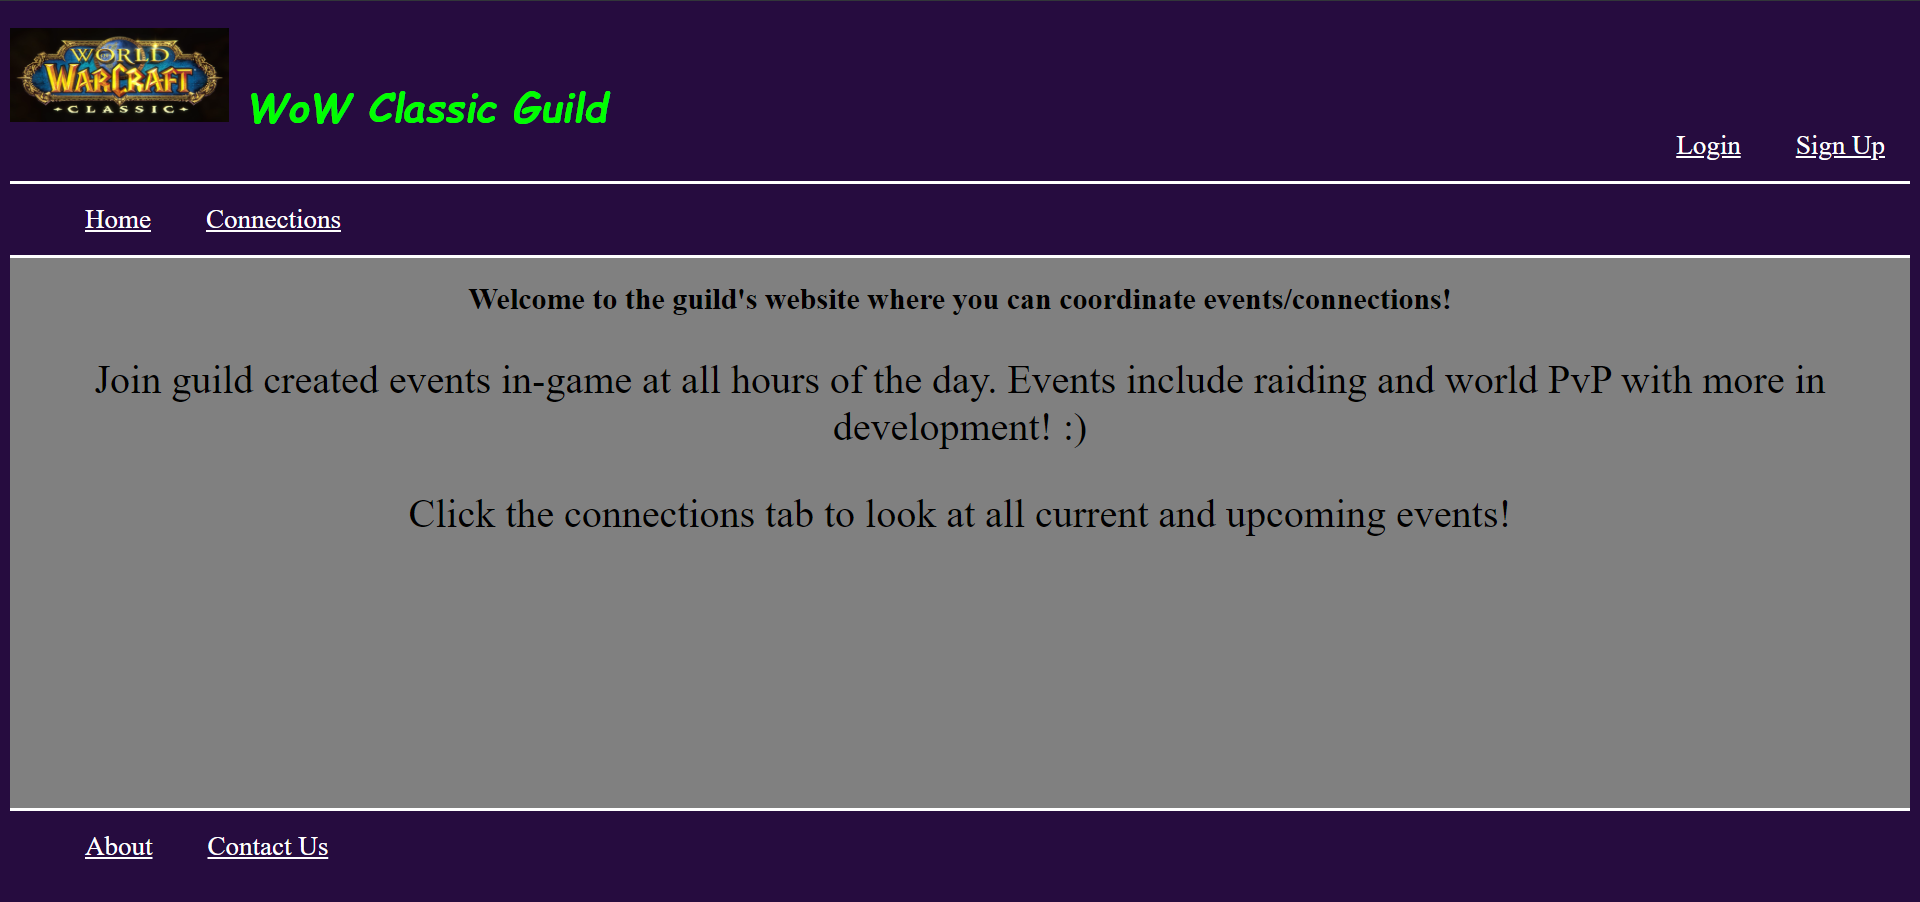 WORLD
OF
WARCRAFT
CLASSIC
WoW Classic Guild
Login Sign Up
Home Connections
Welcome to the guild's website where you can coordinate events/connections!
Join guild created events in-game at all hours of the day. Events include raiding and world PvP with more in
development! :)
Click the connections tab to look at all current and upcoming events!
About Contact Us